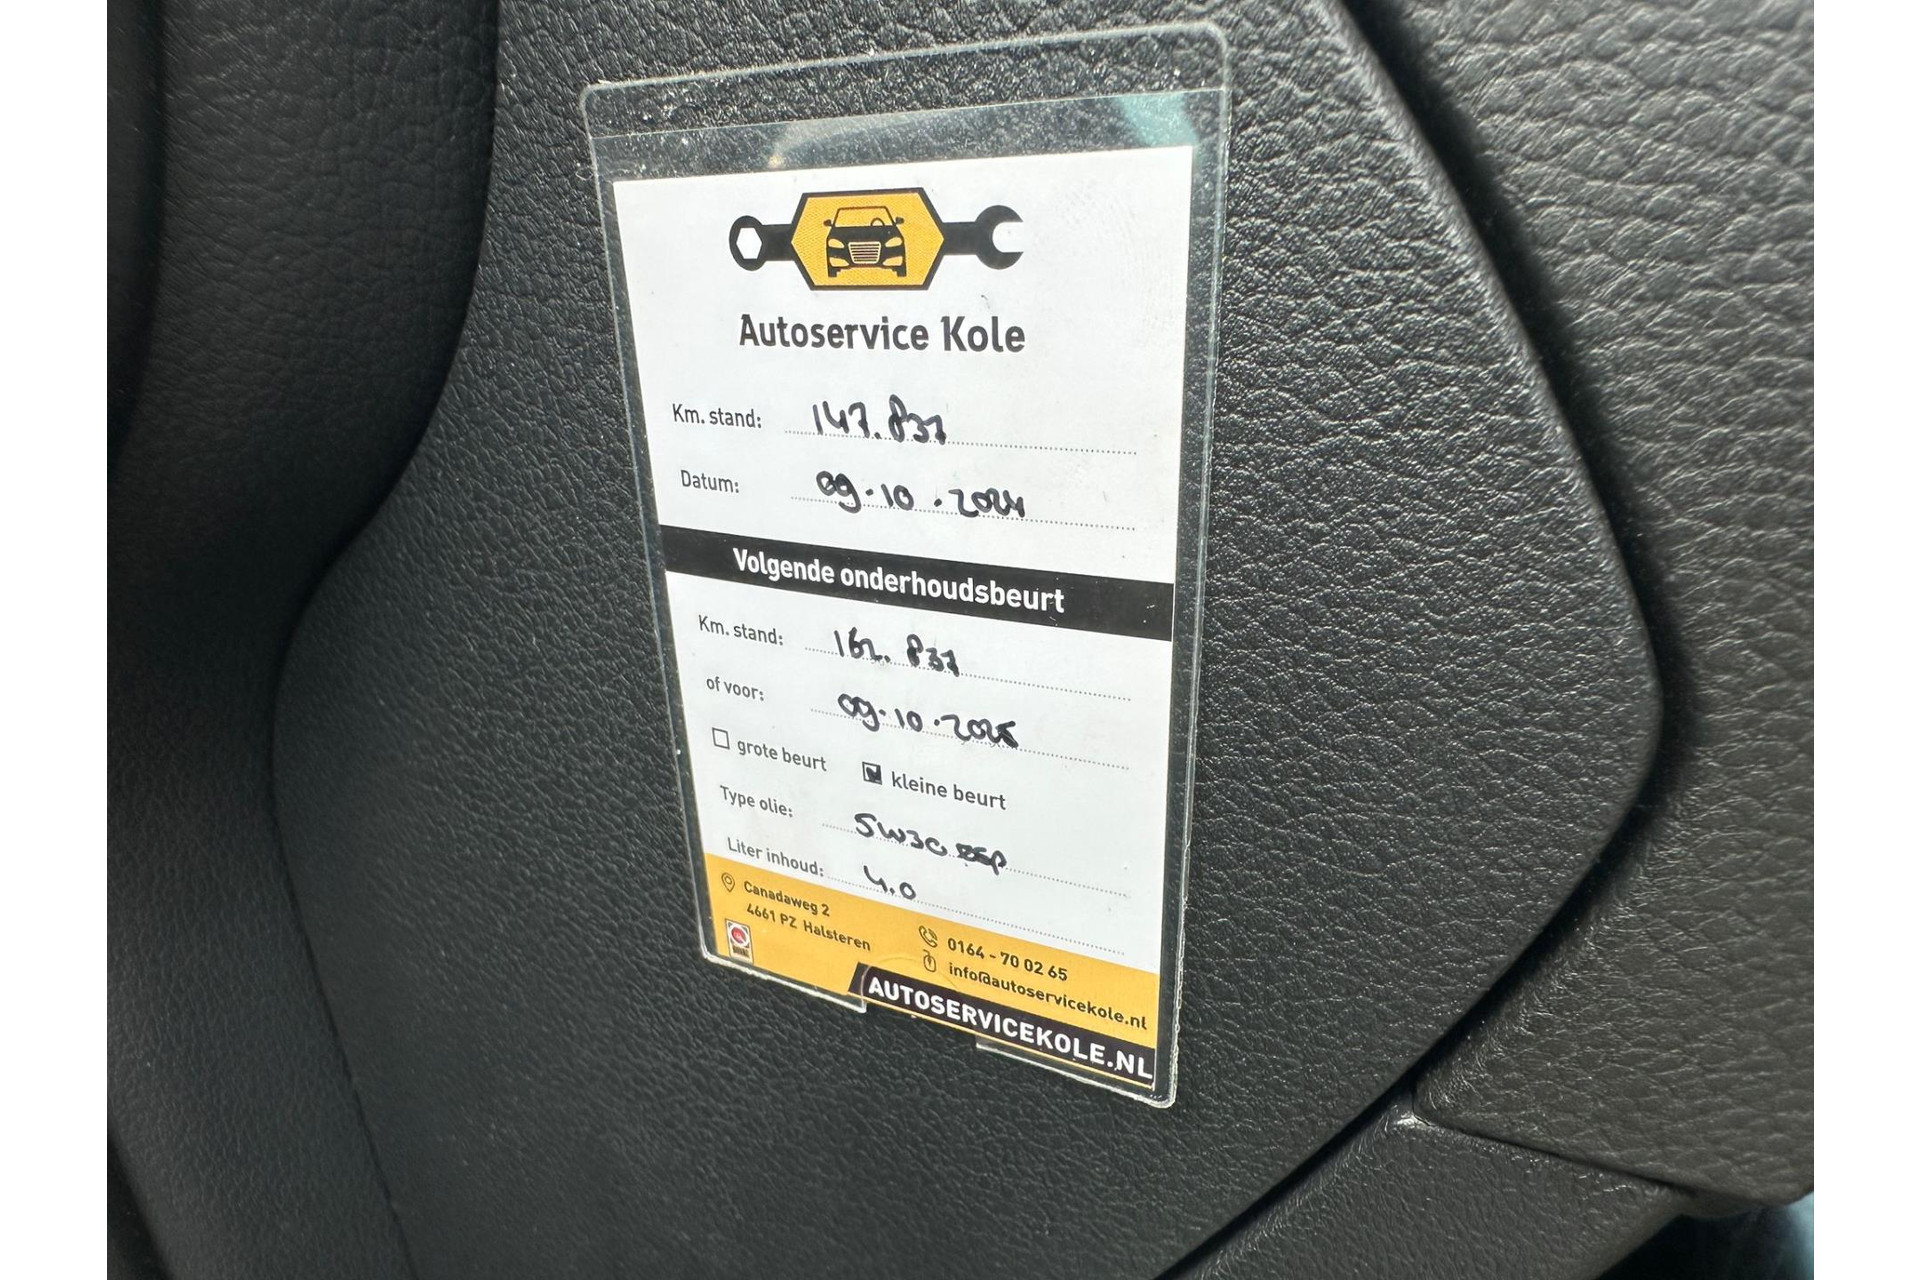 Autoservice Kole
Km. stand: 147.837
Datum: 09-10.2024
Volgende onderhoudsbeurt
Km. stand: 162.837
of voor: 09-10-2025
grote beurt kleine beurt
Type olie: 5W30
Liter inhoud: 4.0
Canadaweg 2
4661 PZ Halsteren
0164 - 70 02 65
info@autoservicekole.nl
AUTOSERVICEKOLE.NL